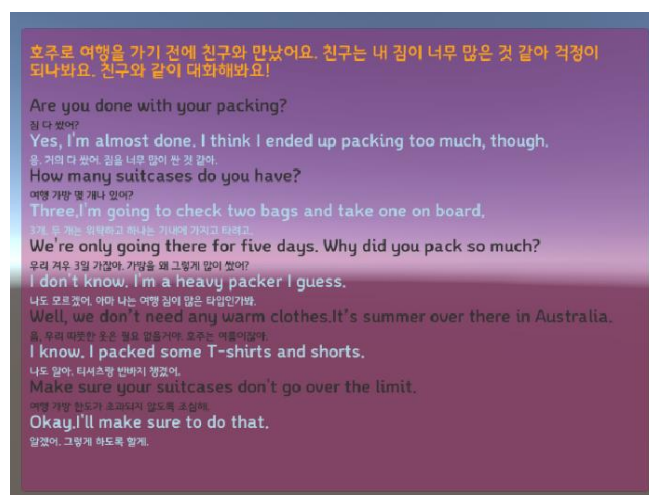 호주로 여행을 가기 전에 친구와 만났어요. 친구는 내 짐이 너무 많은 것 같아 걱정이
되나봐요. 친구와 같이 대화해봐요!
Are you done with your packing?
짐 다 쌌어?
Yes, I'm almost done. I think I ended up packing too much, though.
응. 거의 다 쌌어. 짐을 너무 많이 싼 것 같아.
How many suitcases do you have?
여행 가방 몇 개나 있어?
Three,I'm going to check two bags and take one on board.
3개. 두 개는 위탁하고 하나는 기내에 가지고 타려고.
We're only going there for five days. Why did you pack so much?
우리 겨우 3일 가잖아. 가방을 왜 그렇게 많이 쌌어?
I don't know. I'm a heavy packer I guess.
나도 모르겠어. 아마 나는 여행 짐이 많은 타입인가봐.
Well, we don't need any warm clothes.It's summer over there in Australia.
음, 우리 따뜻한 옷은 필요 없을거야. 호주는 여름이잖아.
I know. I packed some T-shirts and shorts.
나도 알아. 티셔츠랑 반바지 챙겼어.
Make sure your suitcases don't go over the limit.
여행 가방 한도가 초과되지 않도록 조심해.
Okay.I'll make sure to do that.
알겠어. 그렇게 하도록 할게.